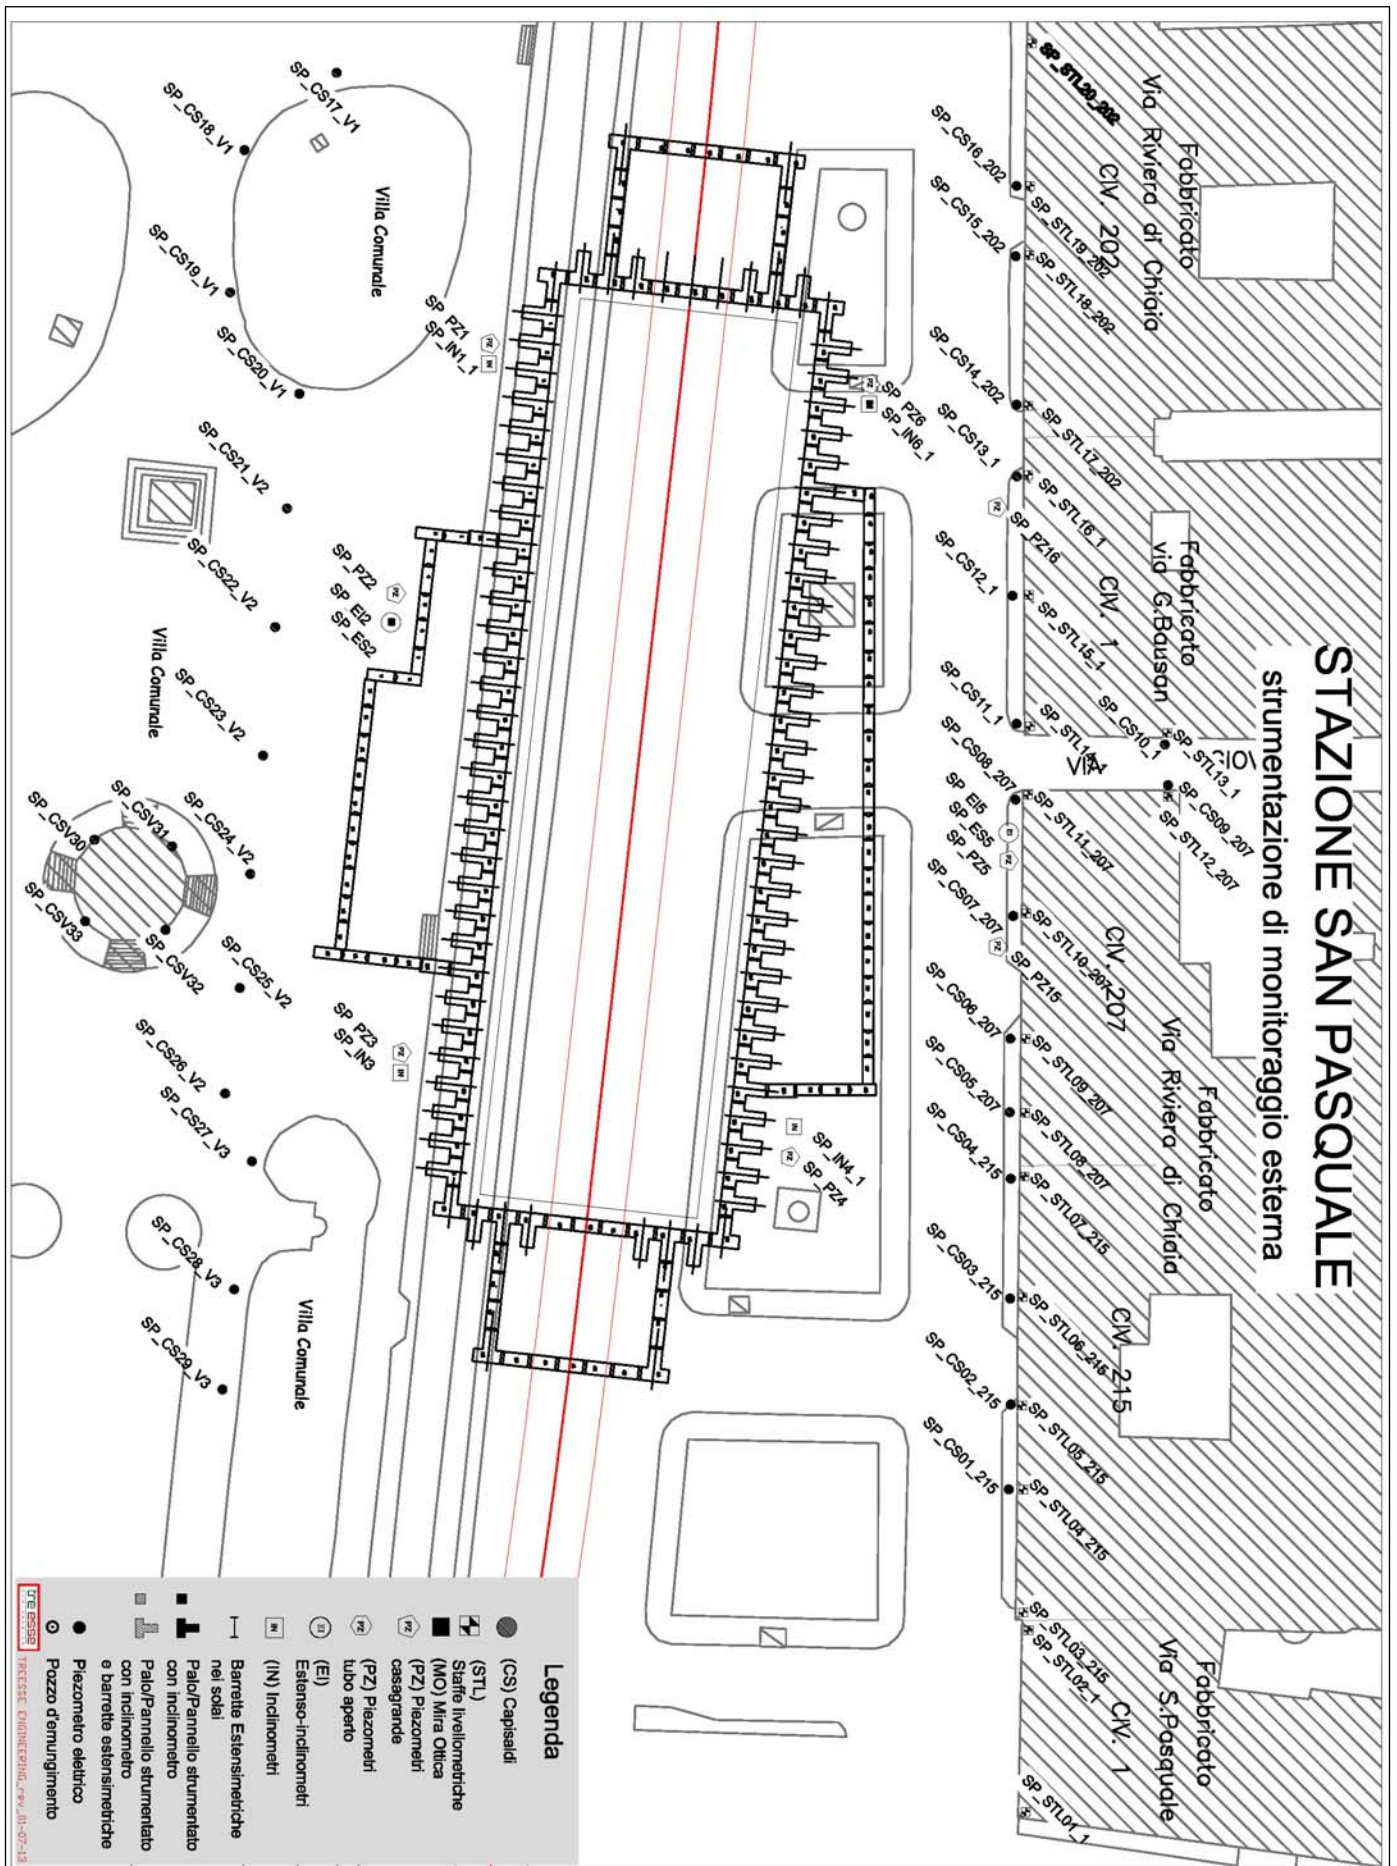 STAZIONE SAN PASQUALE
strumentazione di monitoraggio esterna
SP_STL20_202
Fabbricato
Via Riviera di Chiaia
CIV. 202
SP_CS16_202
SP_STL19_202
SP_CS15_202
SP_STL18_202
SP_CS14_202
SP_STL17_202
SP_CS13_1
SP_STL16_1
SP_PZ16
Fabbricato
via G.Bausan
CIV. 1
SP_CS12_1
SP_STL15_1
SP_CS11_1
SP_STL14_1
SP_CS10_1
SP_STL13_1
VIA
SP_CS09_207
SP_STL12_207
SP_CS08_207
SP_STL11_207
SP_EI5
SP_ES5
SP_PZ5
SP_CS07_207
SP_STL10_207
SP_PZ15
CIV. 207
SP_CS06_207
SP_STL09_207
Fabbricato
Via Riviera di Chiaia
SP_CS05_207
SP_STL08_207
SP_CS04_215
SP_STL07_215
SP_CS03_215
SP_STL06_215
CIV. 215
SP_CS02_215
SP_STL05_215
SP_CS01_215
SP_STL04_215
SP_STL03_215
SP_STL02_1
Fabbricato
Via S.Pasquale
CIV. 1
SP_STL01_1
SP_PZ6
SP_IN6_1
SP_IN4_1
SP_PZ4
SP_PZ1
SP_IN1_1
SP_PZ2
SP_EI2
SP_ES2
SP_PZ3
SP_IN3
SP_CS17_V1
SP_CS18_V1
Villa Comunale
SP_CS19_V1
SP_CS20_V1
SP_CS21_V2
SP_CS22_V2
Villa Comunale
SP_CS23_V2
SP_CS24_V2
SP_CSV31
SP_CSV30
SP_CSV33
SP_CSV32
SP_CS25_V2
SP_CS26_V2
SP_CS27_V3
SP_CS28_V3
Villa Comunale
SP_CS29_V3
Legenda
(CS) Capisaldi
(STL)
Staffe livellometriche
(MO) Mira Ottica
(PZ) Piezometri
casagrande
(PZ) Piezometri
tubo aperto
(EI)
Estenso-inclinometri
(IN) Inclinometri
Barrette Estensimetriche
nei solai
Palo/Pannello strumentato
con inclinometro
Palo/Pannello strumentato
con inclinometro
e barrette estensimetriche
Piezometro elettrico
Pozzo d'emungimento
tre esse
TREESSE ENGINEERING_rev_01-07-13